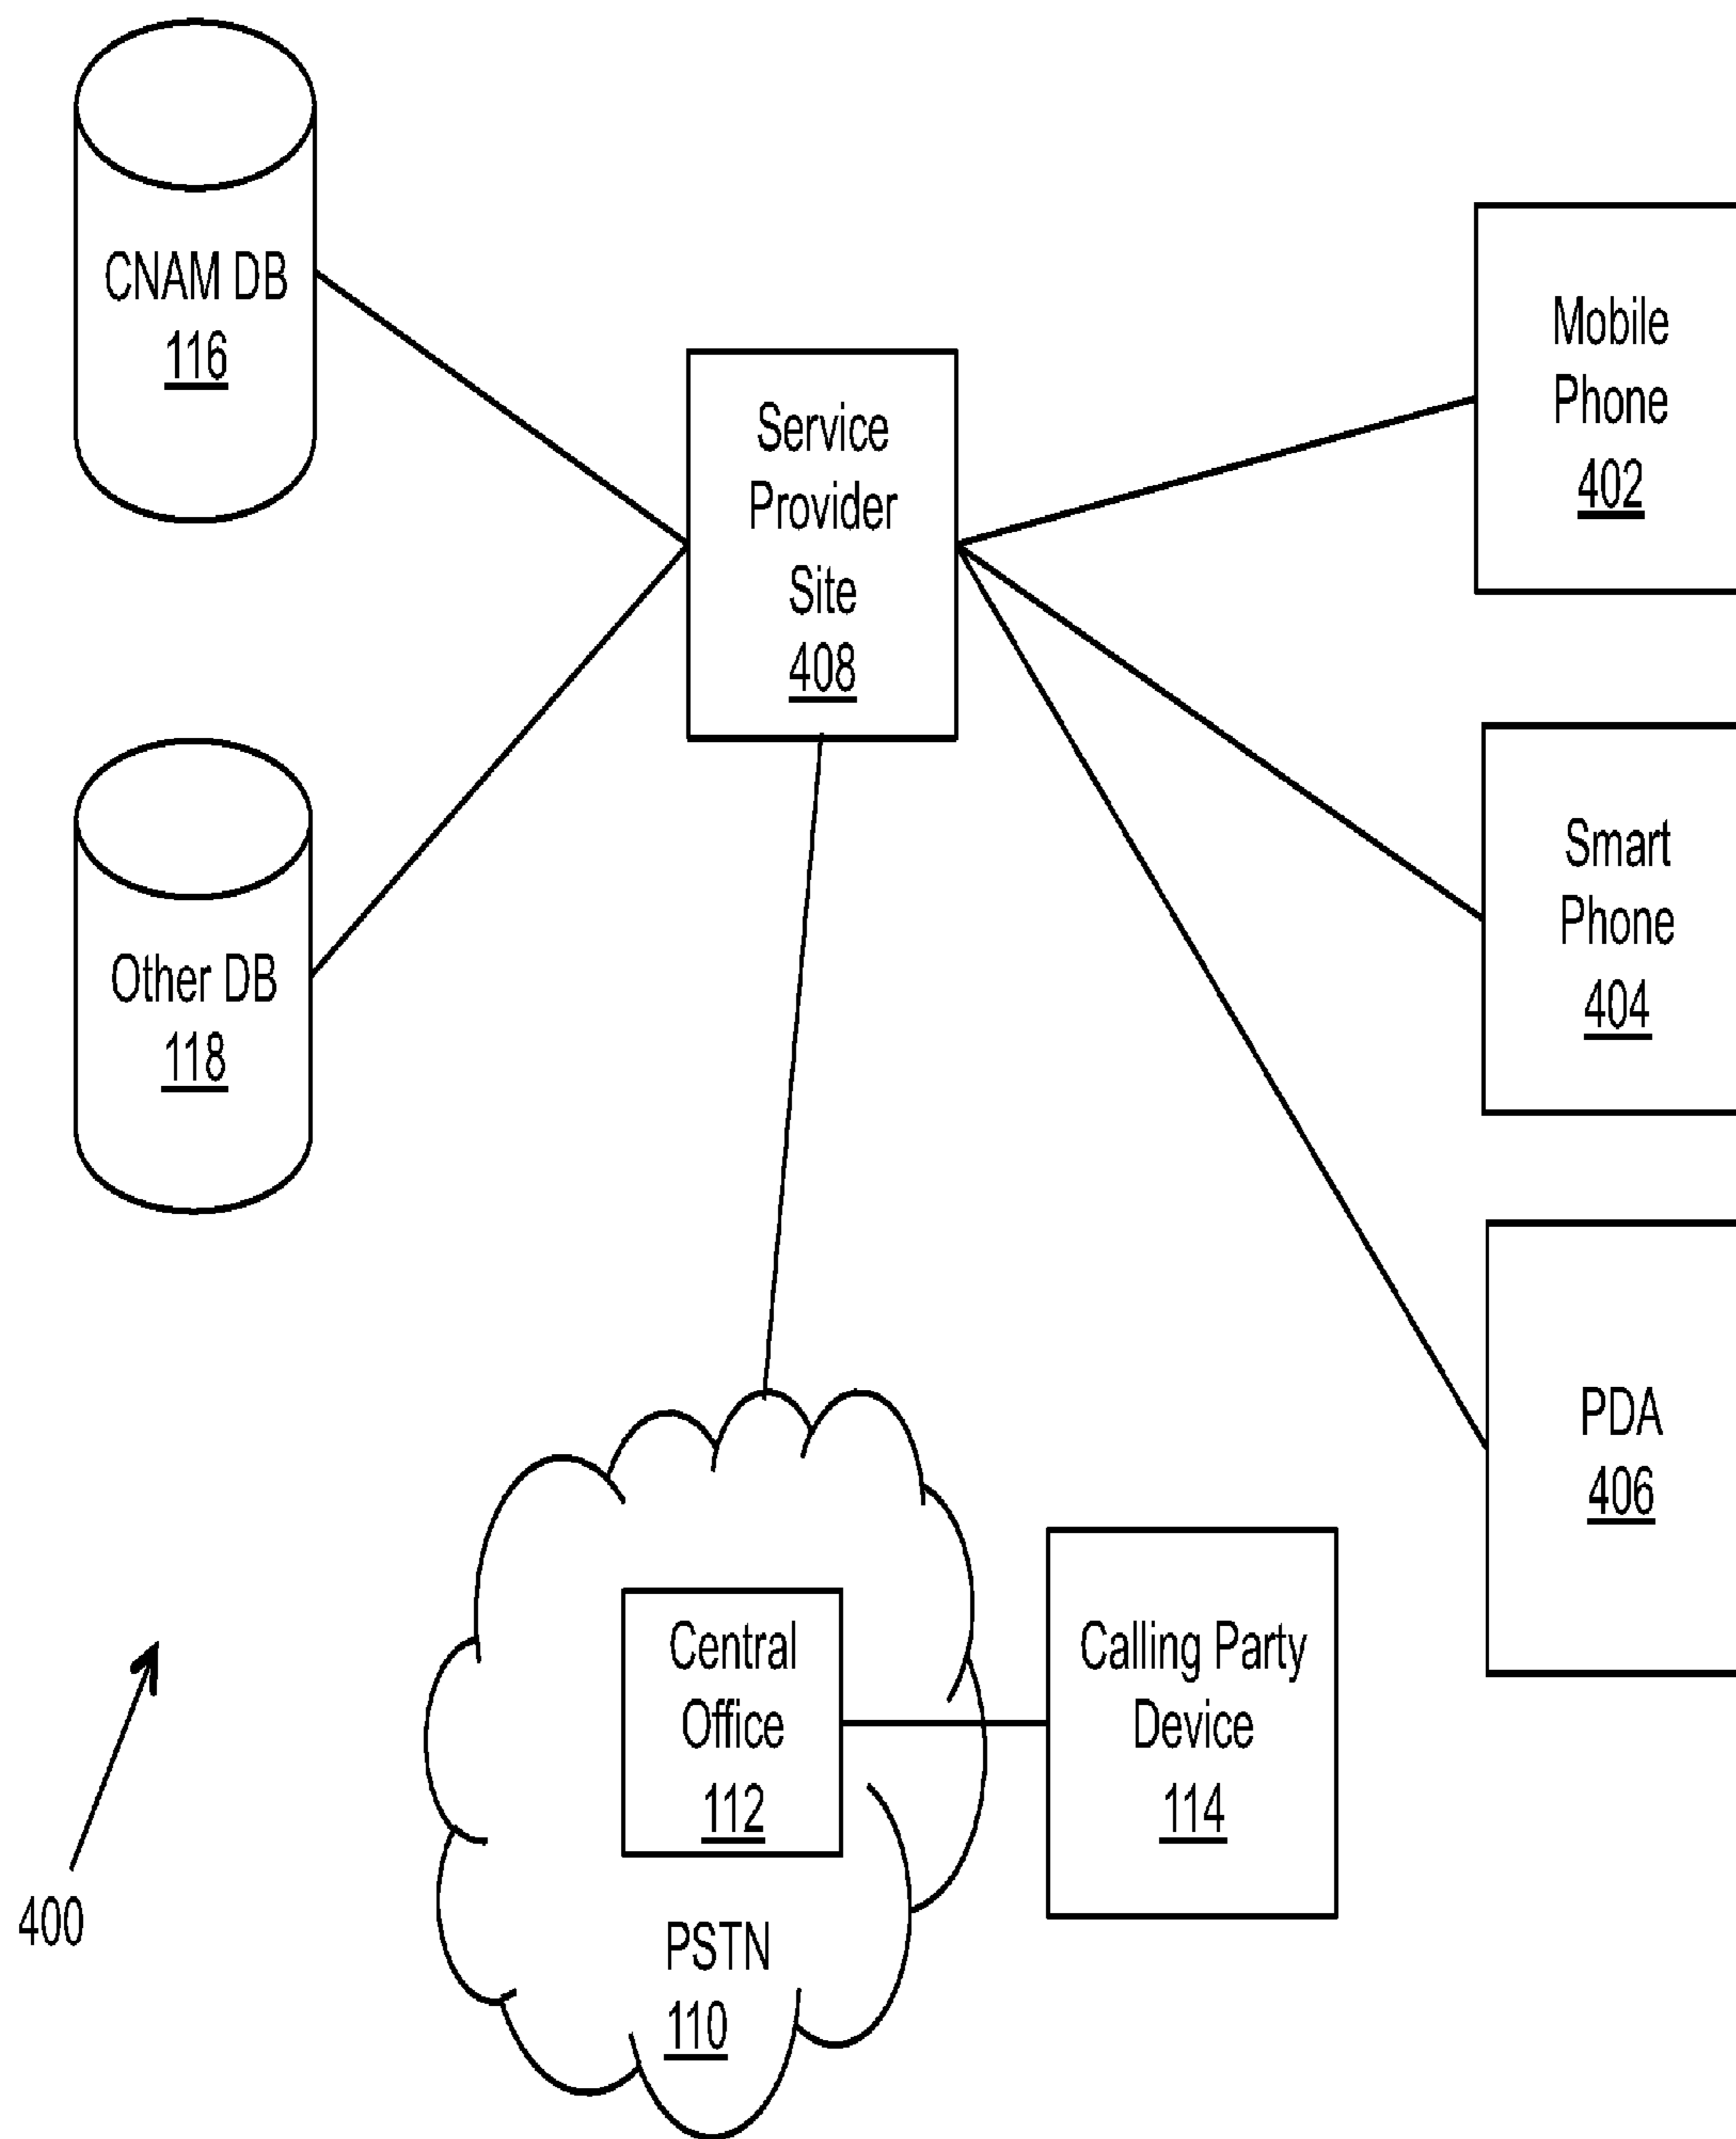 CNAM DB
116
Service
Provider
Site
408
Mobile
Phone
402
Other DB
118
Smart
Phone
404
PDA
406
Central
Office
112
Calling Party
Device
114
PSTN
110
400